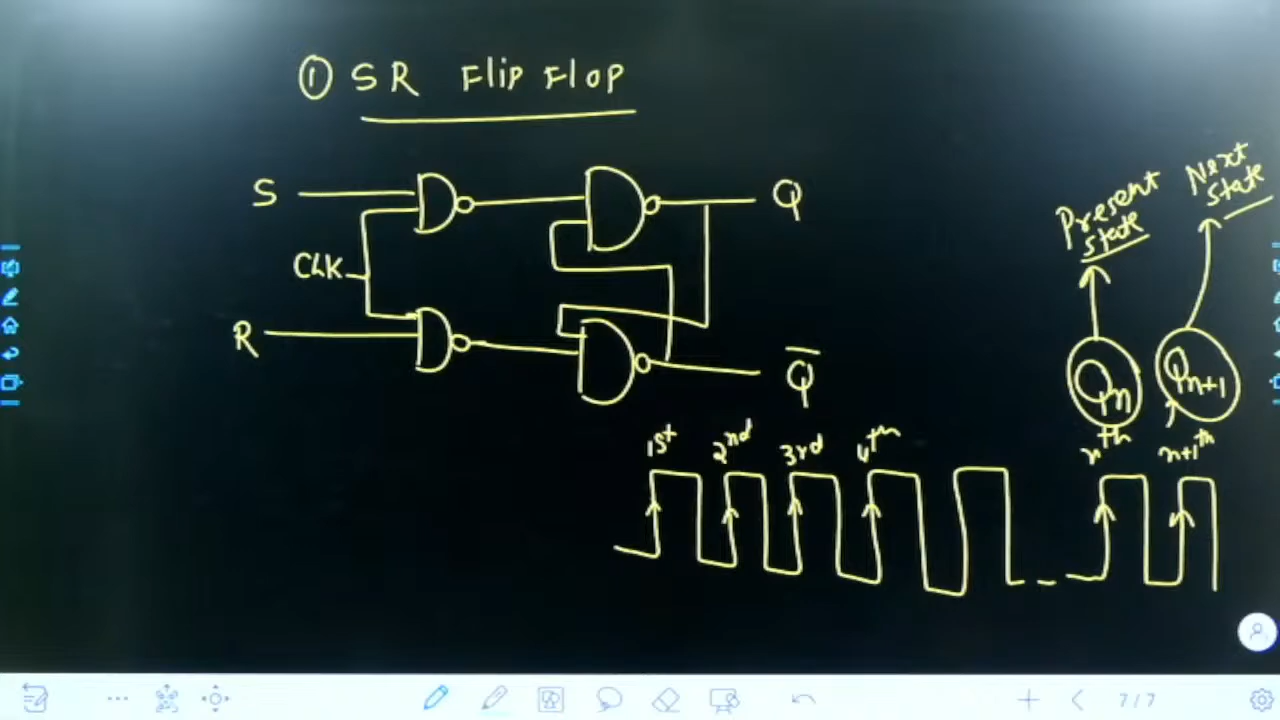 ① SR Flip Flop
S
Q
CLK
R
Q̅
Present state
Next state
Qn
Qn+1
1st 2nd 3rd 4th nth n+1th
7/7